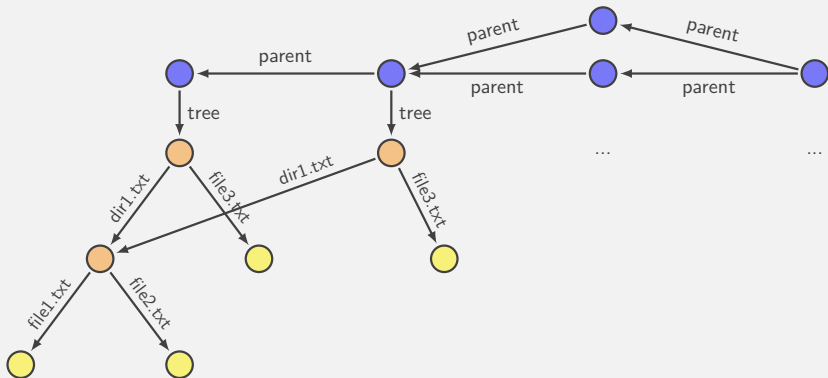 parent
parent
parent
parent
parent
tree
tree
...
...
dir1.txt
file3.txt
dir1.txt
file3.txt
file1.txt
file2.txt